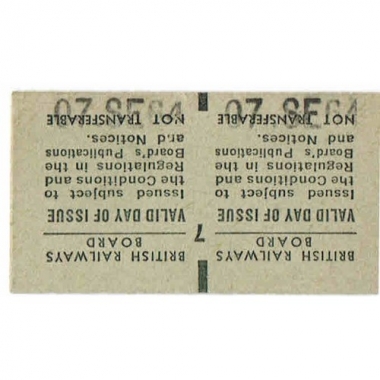 BRITISH RAILWAYS
BOARD
VALID DAY OF ISSUE
Issued subject to
the Conditions and
Regulations in the
Board's Publications
and Notices.
NOT TRANSFERABLE
07 SE64
7
BRITISH RAILWAYS
BOARD
VALID DAY OF ISSUE
Issued subject to
the Conditions and
Regulations in the
Board's Publications
and Notices.
NOT TRANSFERABLE
07 SE64